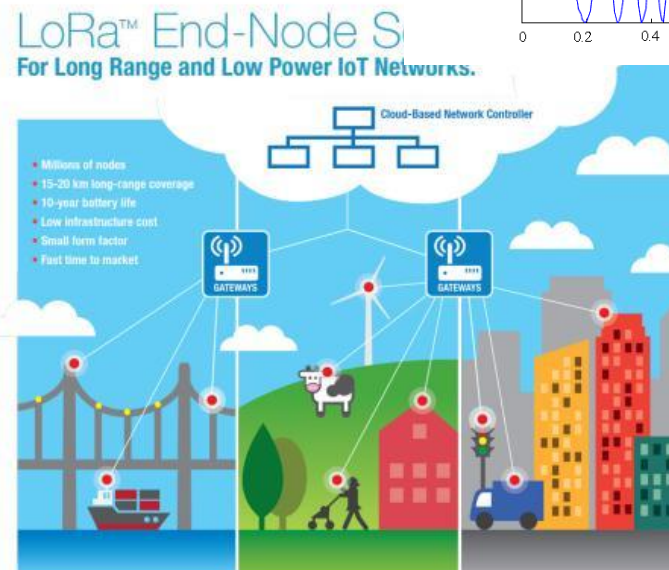 LoRa™ End-Node S
For Long Range and Low Power IoT Networks.
0 0.2 0.4
Cloud-Based Network Controller
• Millions of nodes
• 15-20 km long-range coverage
• 10-year battery life
• Low infrastructure cost
• Small form factor
• Fast time to market
GATEWAYS
GATEWAYS